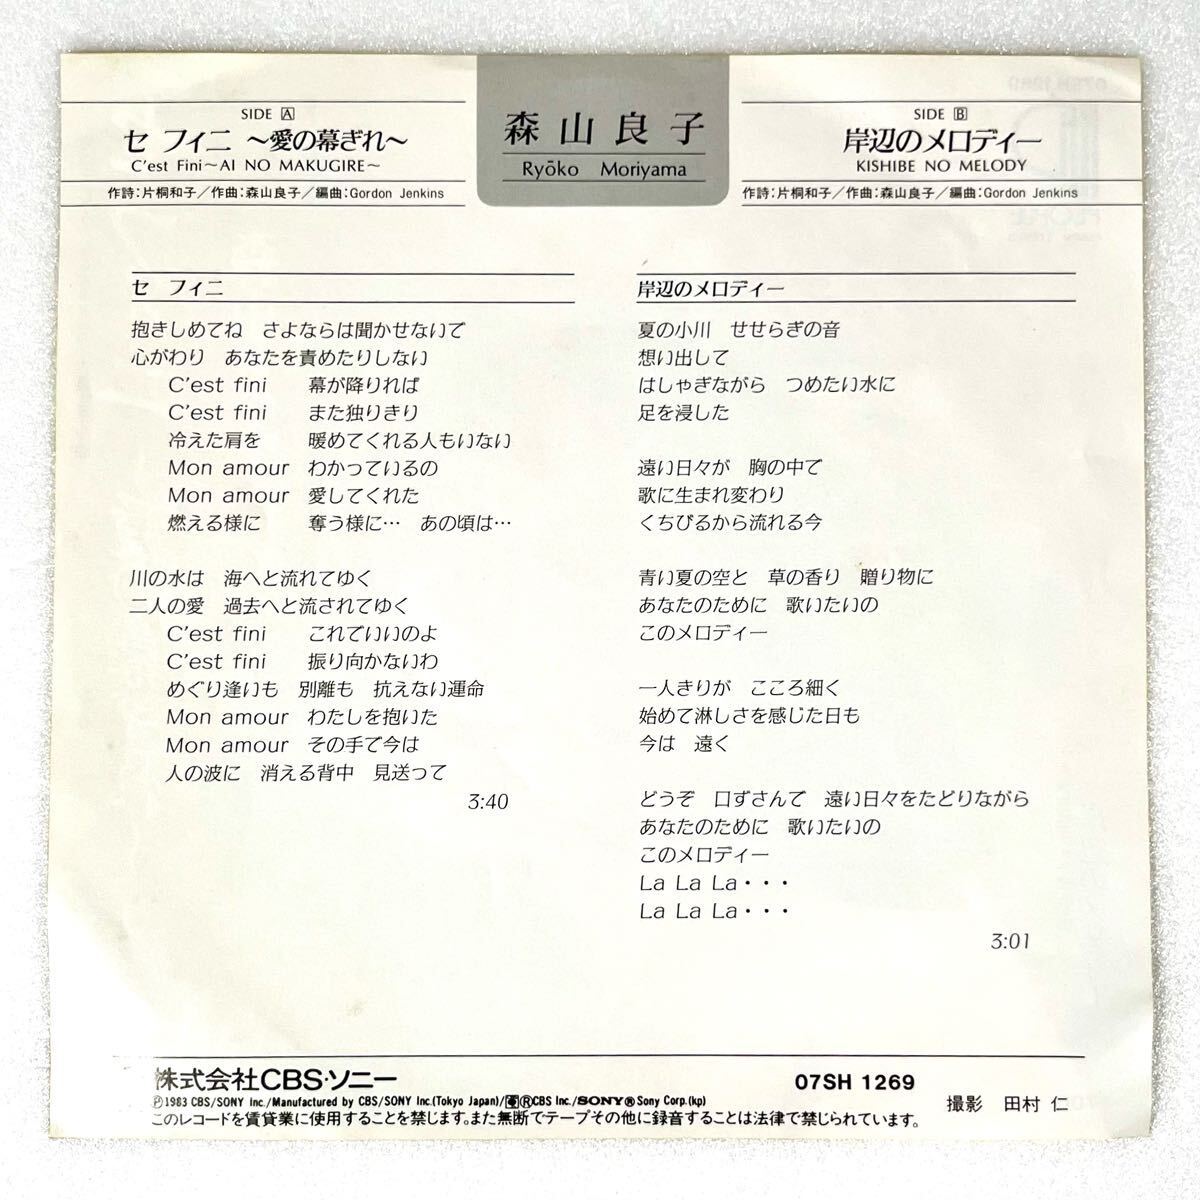 SIDE A
セ フィニ ～愛の幕ぎれ～
C'est Fini～AI NO MAKUGIRE～
作詩：片桐和子／作曲：森山良子／編曲：Gordon Jenkins
森山良子
Ryōko Moriyama
SIDE B
岸辺のメロディー
KISHIBE NO MELODY
作詩：片桐和子／作曲：森山良子／編曲：Gordon Jenkins
セ フィニ
抱きしめてね さよならは聞かせないで
心がわり あなたを責めたりしない
C'est fini 幕が降りれば
C'est fini また独りきり
冷えた肩を 暖めてくれる人もいない
Mon amour わかっているの
Mon amour 愛してくれた
燃える様に 奪う様に… あの頃は…
川の水は 海へと流れてゆく
二人の愛 過去へと流されてゆく
C'est fini これでいいのよ
C'est fini 振り向かないわ
めぐり逢いも 別離も 抗えない運命
Mon amour わたしを抱いた
Mon amour その手で今は
人の波に 消える背中 見送って
3:40
岸辺のメロディー
夏の小川 せせらぎの音
想い出して
はしゃぎながら つめたい水に
足を浸した
遠い日々が 胸の中で
歌に生まれ変わり
くちびるから流れる今
青い夏の空と 草の香り 贈り物に
あなたのために 歌いたいの
このメロディー
一人きりが こころ細く
始めて淋しさを感じた日も
今は 遠く
どうぞ 口ずさんで 遠い日々をたどりながら
あなたのために 歌いたいの
このメロディー
La La La・・・
La La La・・・
3:01
株式会社CBS・ソニー
07SH 1269
Ⓟ1983 CBS/SONY Inc./Manufactured by CBS/SONY Inc.(Tokyo Japan)/®CBS Inc./SONY®Sony Corp.(kp)
撮影 田村 仁
このレコードを賃貸業に使用することを禁じます。また無断でテープその他に録音することは法律で禁じられています。